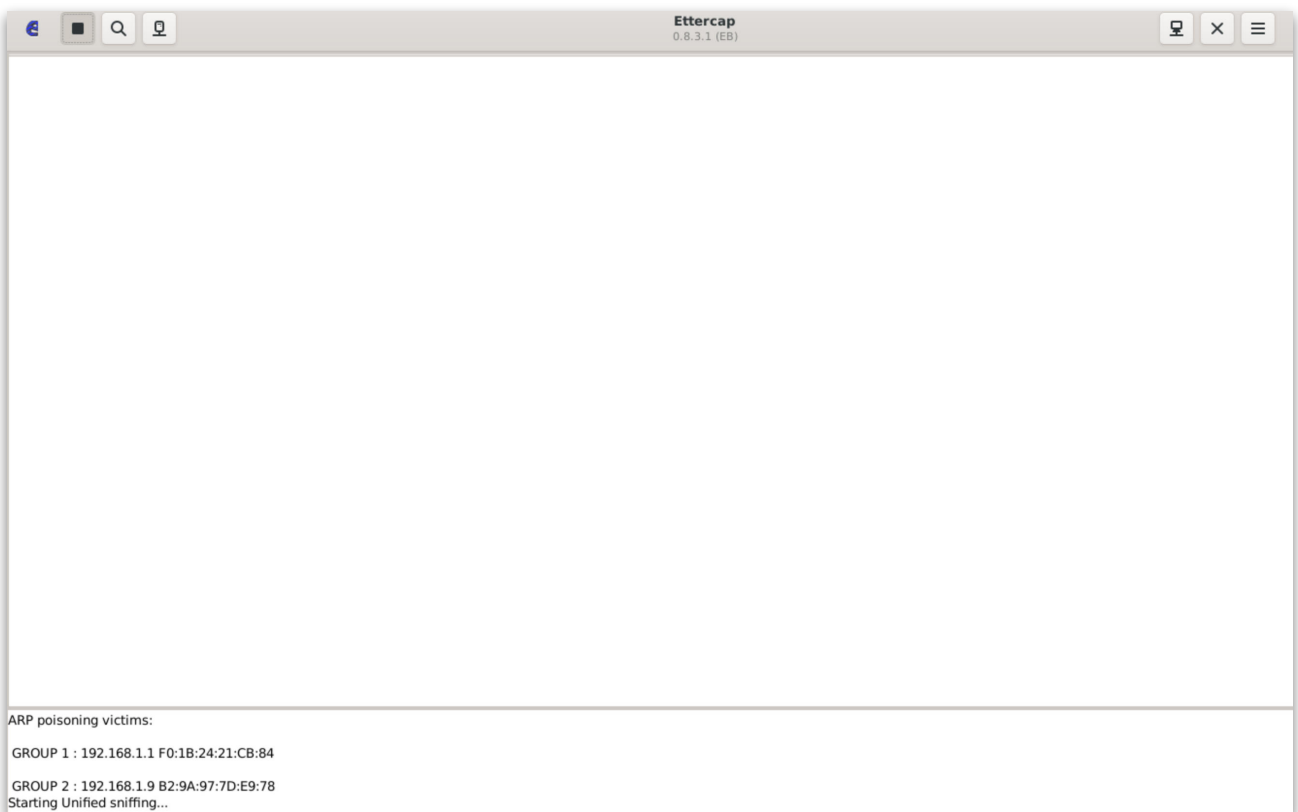 Ettercap
0.8.3.1 (EB)
ARP poisoning victims:
GROUP 1 : 192.168.1.1 F0:1B:24:21:CB:84
GROUP 2 : 192.168.1.9 B2:9A:97:7D:E9:78
Starting Unified sniffing...